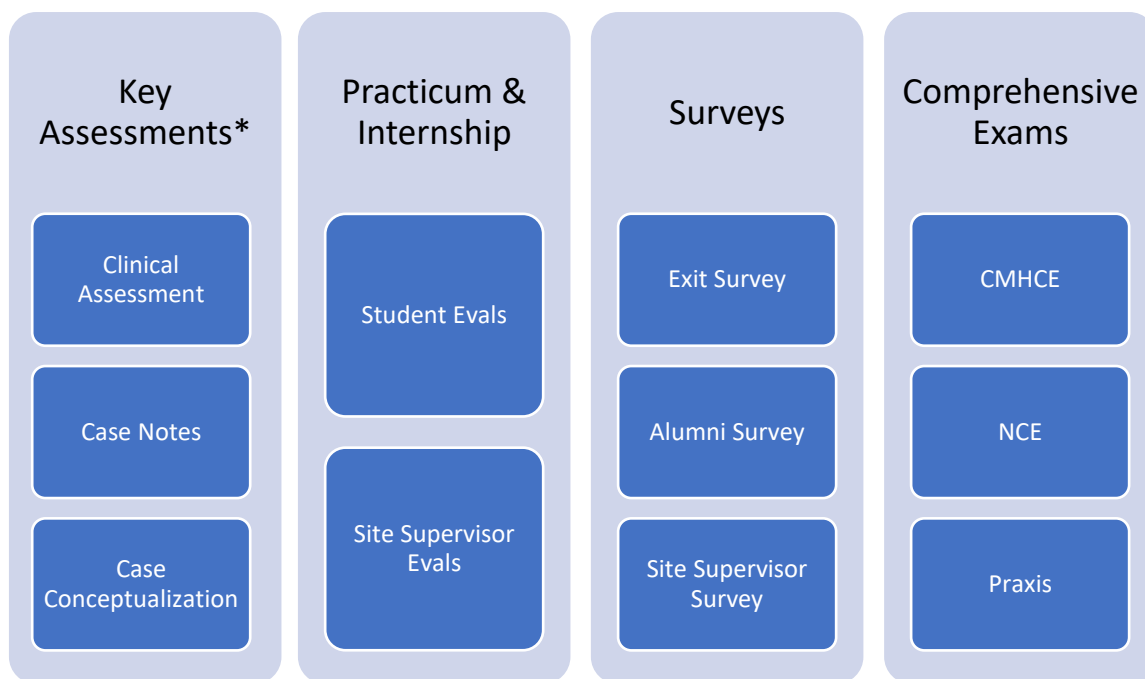 Key
Assessments*
Clinical
Assessment
Case Notes
Case
Conceptualization
Practicum &
Internship
Student Evals
Site Supervisor
Evals
Surveys
Exit Survey
Alumni Survey
Site Supervisor
Survey
Comprehensive
Exams
CMHCE
NCE
Praxis